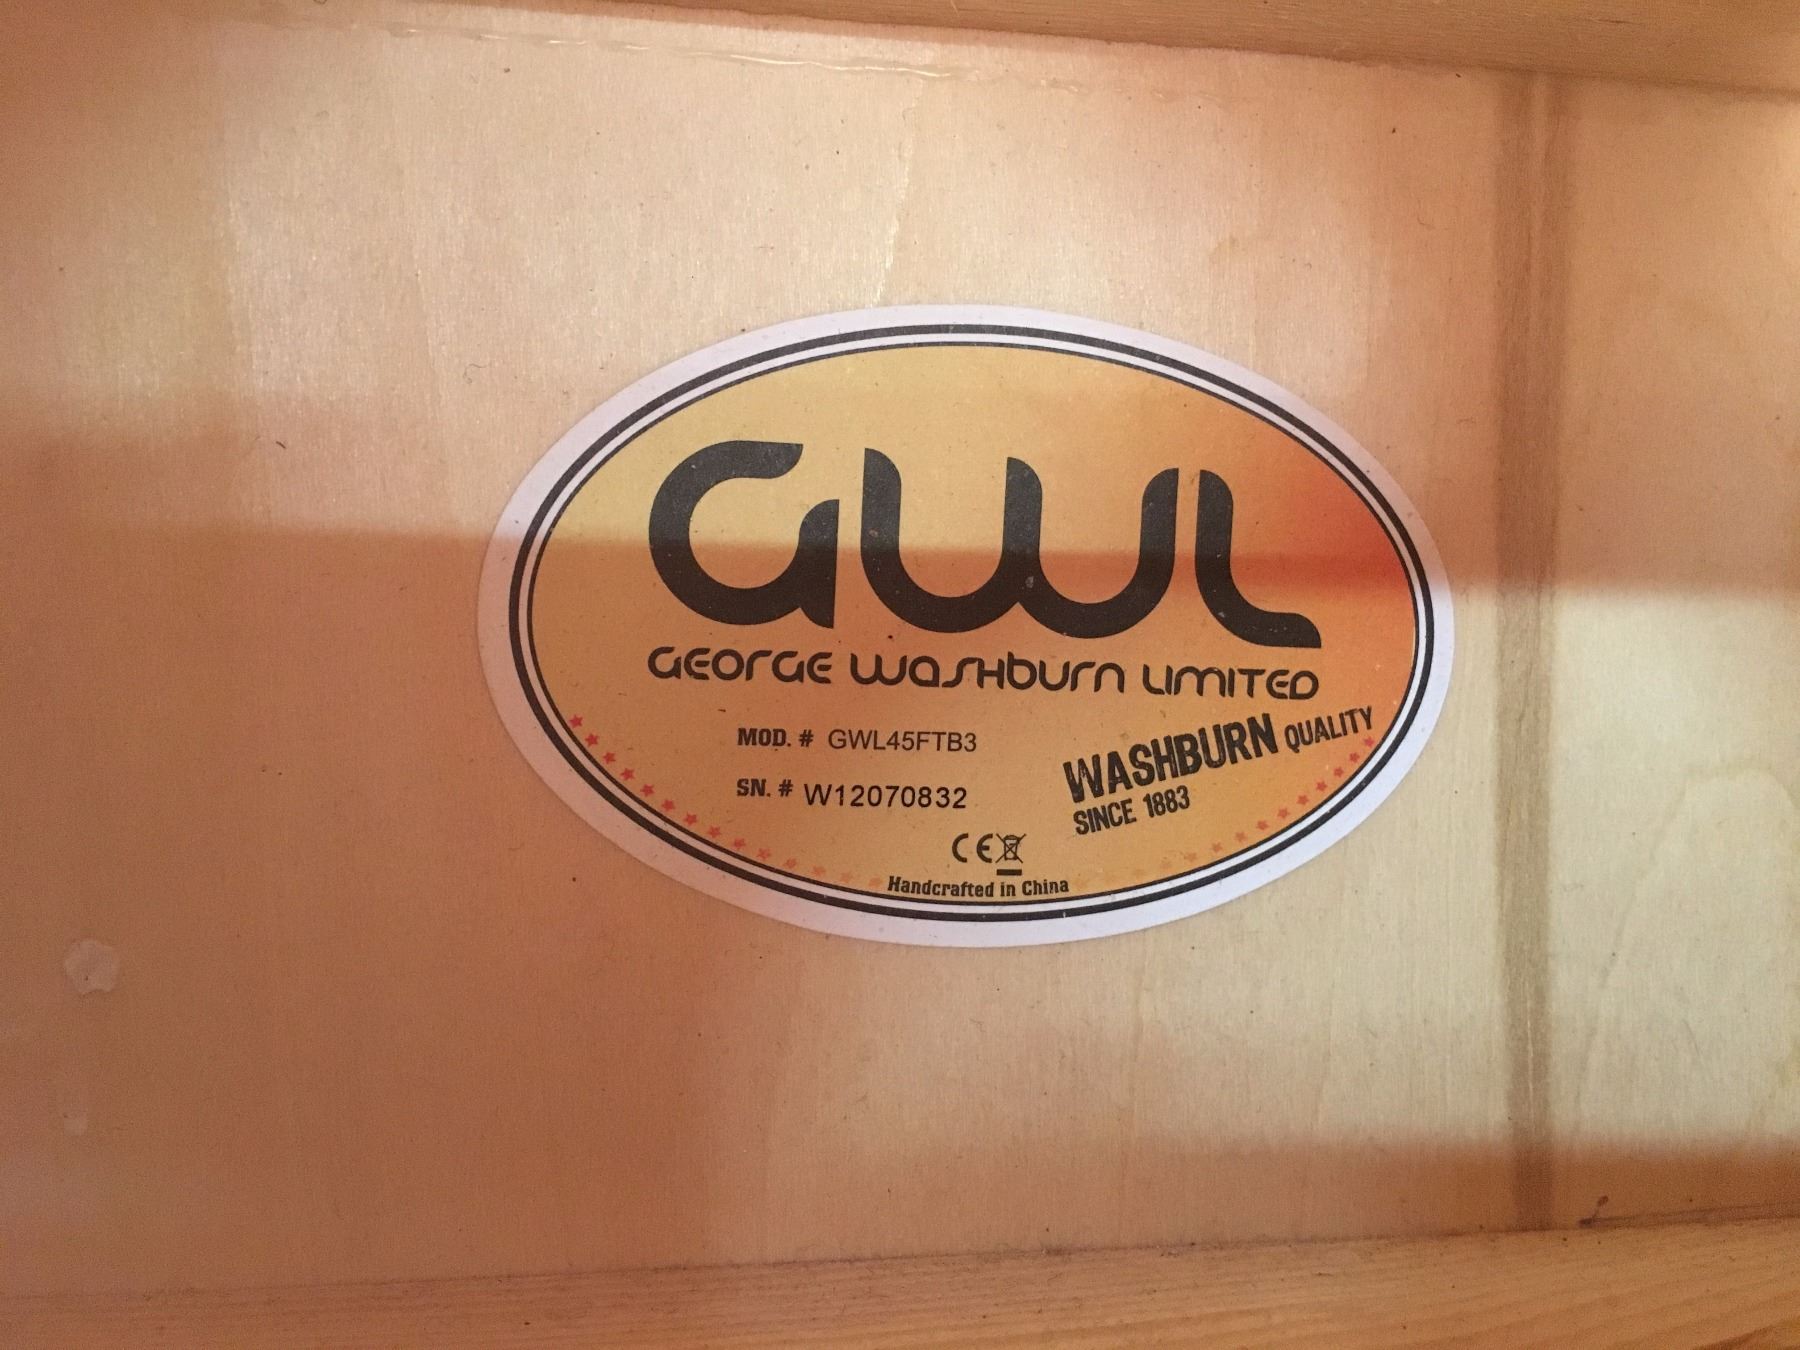 GWL
GEORGE WASHBURN LIMITED
MOD. # GWL45FTB3
SN. # W12070832
WASHBURN QUALITY
SINCE 1883
CE
Handcrafted in China